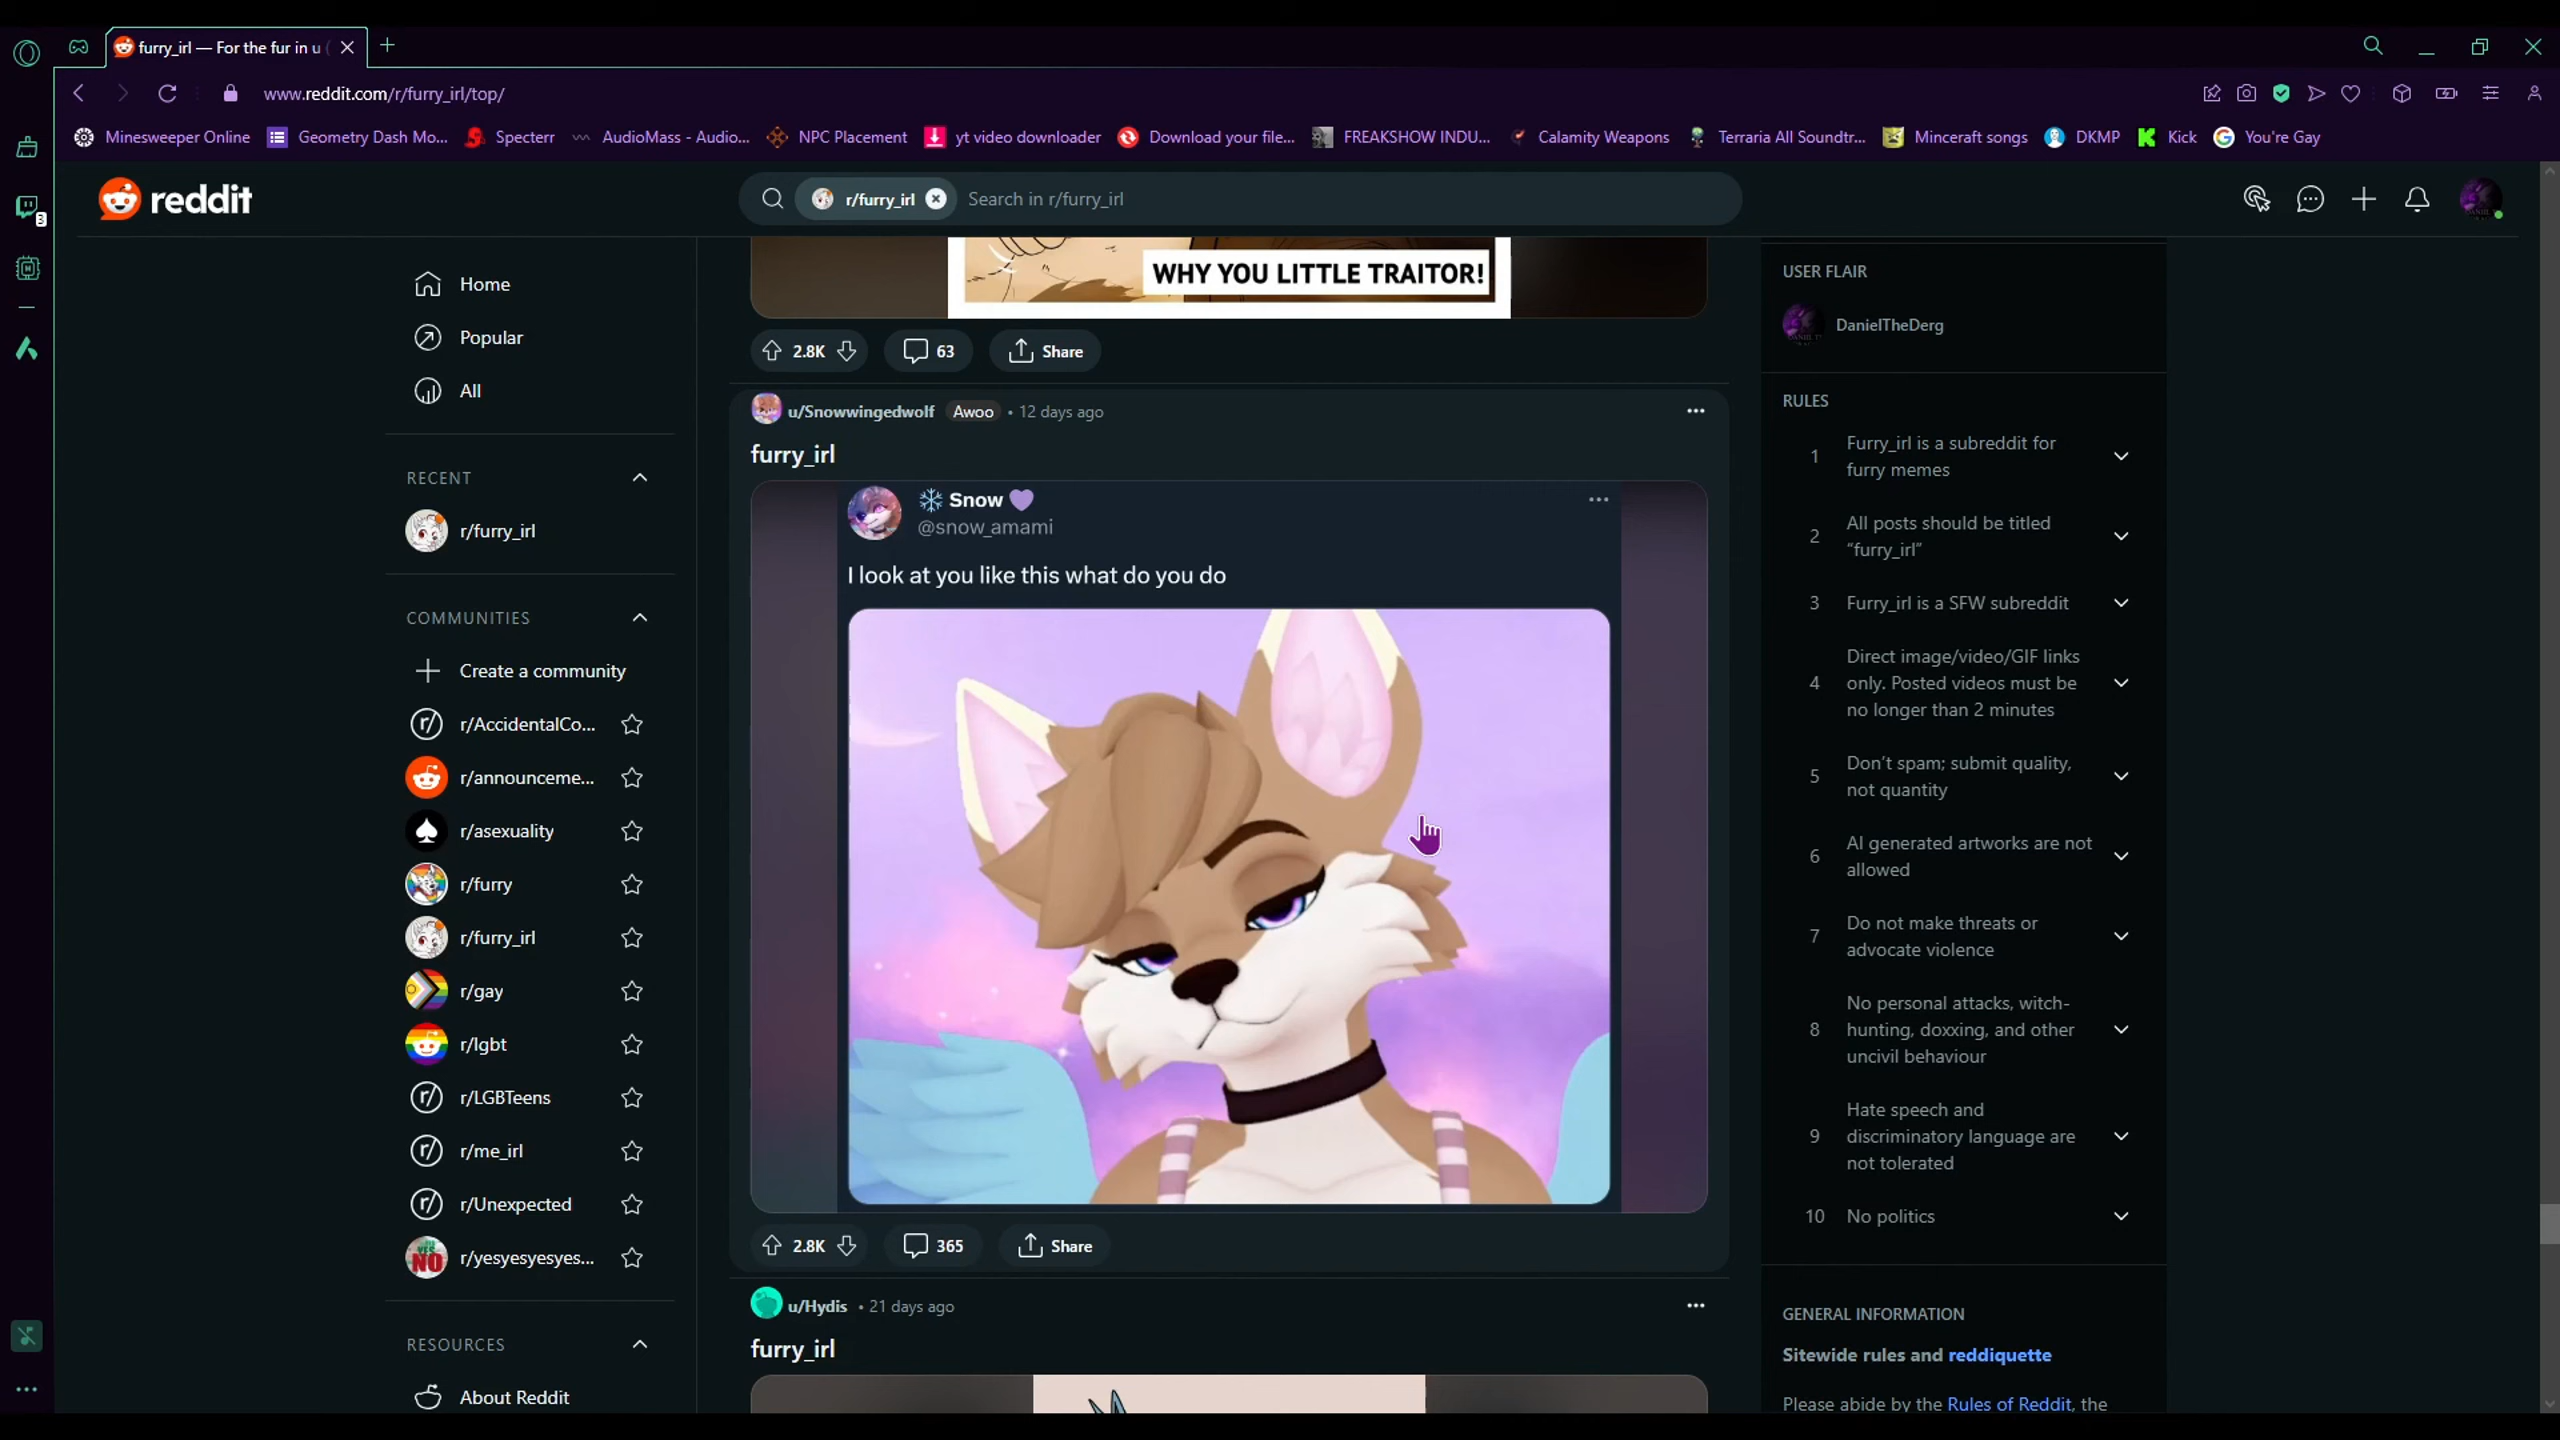 furry_irl — For the fur in u (
www.reddit.com/r/furry_irl/top/
Minesweeper Online
Geometry Dash Mo...
Specterr
AudioMass - Audio...
NPC Placement
yt video downloader
Download your file...
FREAKSHOW INDU...
Calamity Weapons
Terraria All Soundtr...
Minceraft songs
DKMP
Kick
You're Gay
3
reddit
r/furry_irl
Search in r/furry_irl
Home
Popular
All
RECENT
r/furry_irl
COMMUNITIES
Create a community
r/AccidentalCo...
r/announceme...
r/asexuality
r/furry
r/furry_irl
r/gay
r/lgbt
r/LGBTeens
r/me_irl
r/Unexpected
r/yesyesyesyes...
RESOURCES
About Reddit
WHY YOU LITTLE TRAITOR!
2.8K
63
Share
u/Snowwingedwolf Awoo • 12 days ago
furry_irl
Snow
@snow_amami
I look at you like this what do you do
2.8K
365
Share
u/Hydis • 21 days ago
furry_irl
USER FLAIR
DanielTheDerg
RULES
1 Furry_irl is a subreddit for
furry memes
2 All posts should be titled
“furry_irl”
3 Furry_irl is a SFW subreddit
4 Direct image/video/GIF links
only. Posted videos must be
no longer than 2 minutes
5 Don’t spam; submit quality,
not quantity
6 AI generated artworks are not
allowed
7 Do not make threats or
advocate violence
8 No personal attacks, witch-
hunting, doxxing, and other
uncivil behaviour
9 Hate speech and
discriminatory language are
not tolerated
10 No politics
GENERAL INFORMATION
Sitewide rules and reddiquette
Please abide by the Rules of Reddit, the